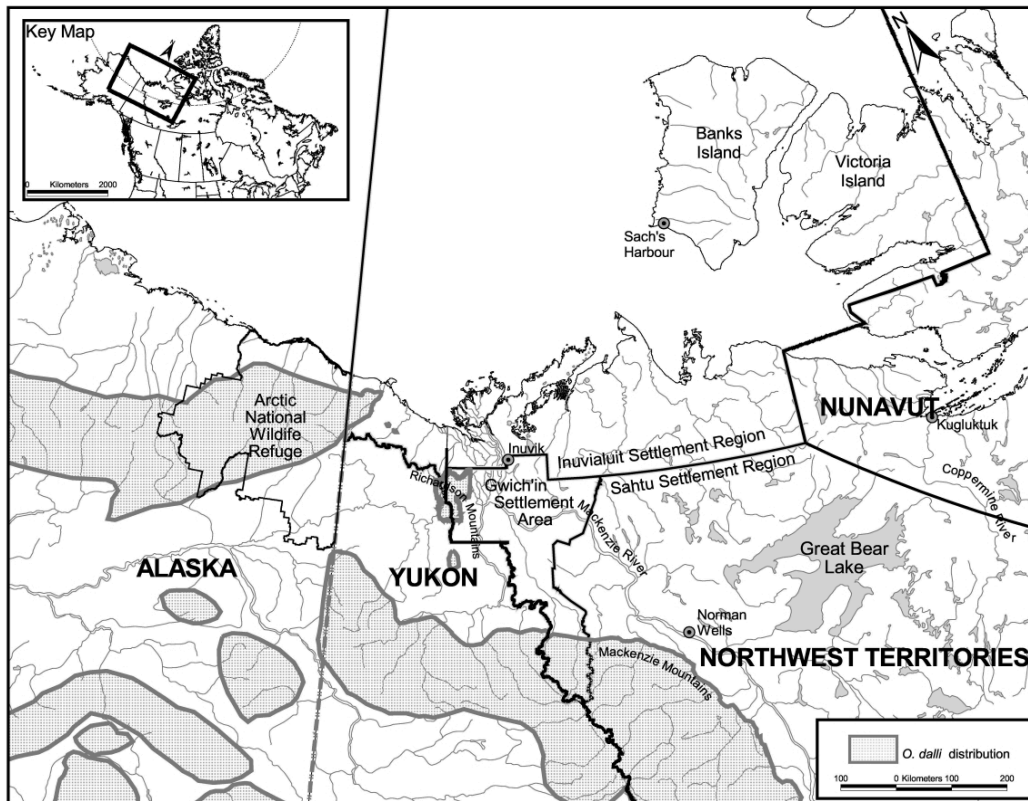 Key Map
N
0 Kilometers 2000
Banks
Island
Victoria
Island
Sach's
Harbour
Arctic
National
Wildlife
Refuge
NUNAVUT
Kugluktuk
Inuvik
Inuvialuit Settlement Region
Sahtu Settlement Region
Gwich'in
Settlement
Area
Richardson Mountains
Mackenzie River
Coppermine River
Great Bear
Lake
ALASKA
YUKON
Norman
Wells
Mackenzie Mountains
NORTHWEST TERRITORIES
O. dalli distribution
100 0 Kilometers 100 200